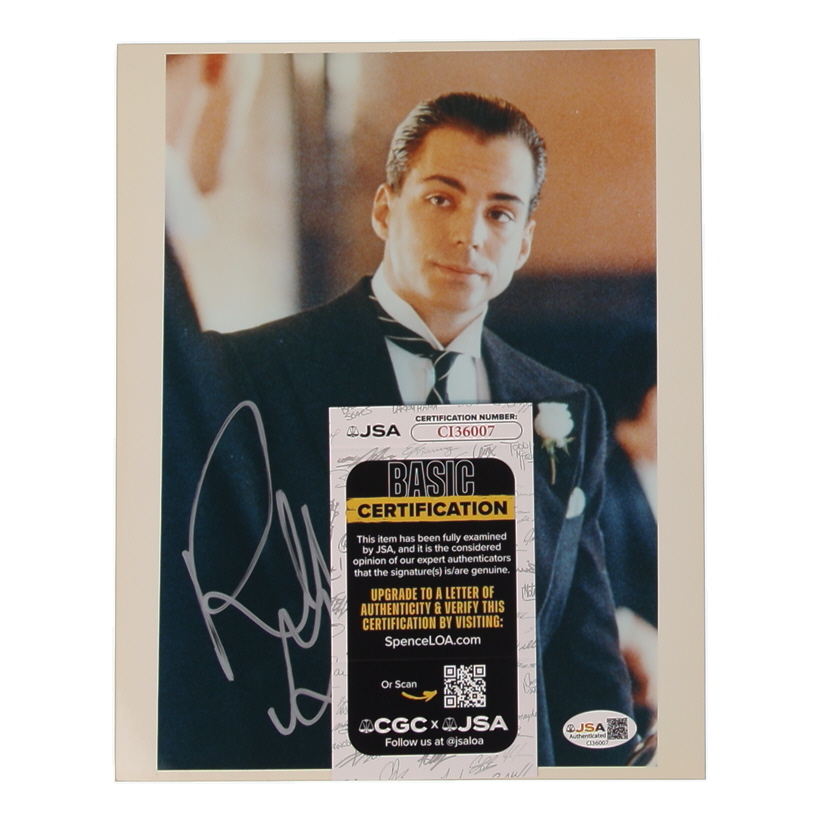 JSA
CERTIFICATION NUMBER:
CI36007
BASIC
CERTIFICATION
This item has been fully examined
by JSA, and it is the considered
opinion of our expert authenticators
that the signature(s) is/are genuine.
UPGRADE TO A LETTER OF
AUTHENTICITY & VERIFY THIS
CERTIFICATION BY VISITING:
SpenceLOA.com
Or Scan
CGC x JSA
Follow us at @jsaloa
JSA
Authenticated
CI36007